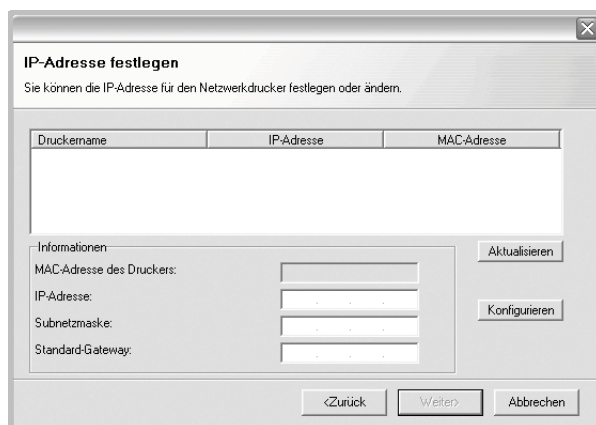 IP-Adresse festlegen
Sie können die IP-Adresse für den Netzwerkdrucker festlegen oder ändern.
Druckername IP-Adresse MAC-Adresse
Informationen
MAC-Adresse des Druckers:
IP-Adresse:
Subnetzmaske:
Standard-Gateway:
Aktualisieren
Konfigurieren
<Zurück Weiter> Abbrechen